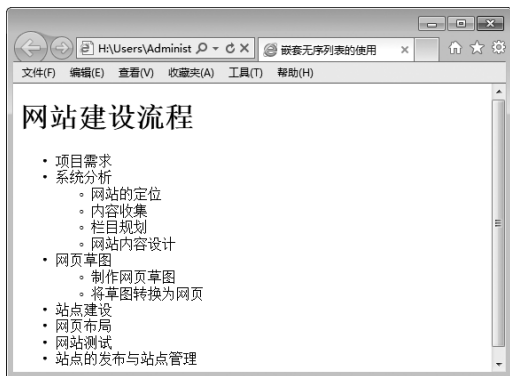 H:\Users\Administ
嵌套无序列表的使用
文件(F) 编辑(E) 查看(V) 收藏夹(A) 工具(T) 帮助(H)
网站建设流程
• 项目需求
• 系统分析
◦ 网站的定位
◦ 内容收集
◦ 栏目规划
◦ 网站内容设计
• 网页草图
◦ 制作网页草图
◦ 将草图转换为网页
• 站点建设
• 网页布局
• 网站测试
• 站点的发布与站点管理